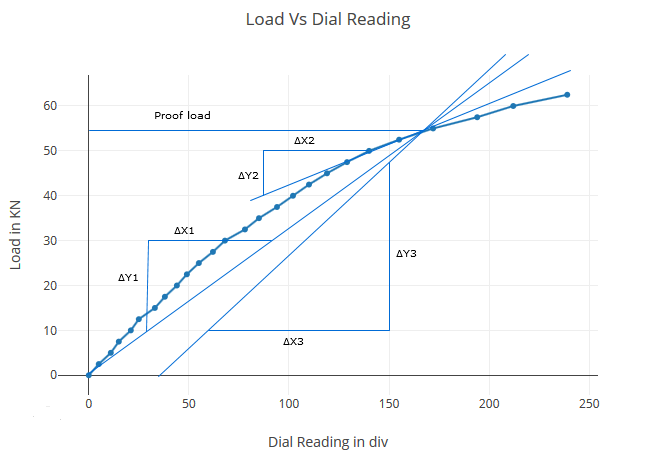 Load Vs Dial Reading
60
Proof load
50
ΔX2
ΔY2
40
ΔX1
30
ΔY3
ΔY1
20
10
ΔX3
0
0 50 100 150 200 250
Load in KN
Dial Reading in div